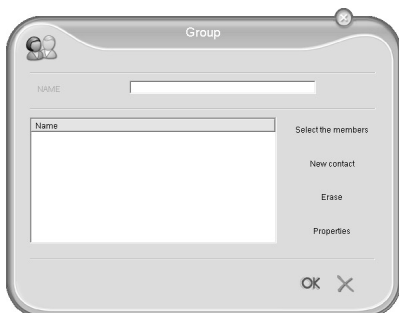 Group
NAME
Name
Select the members
New contact
Erase
Properties
OK